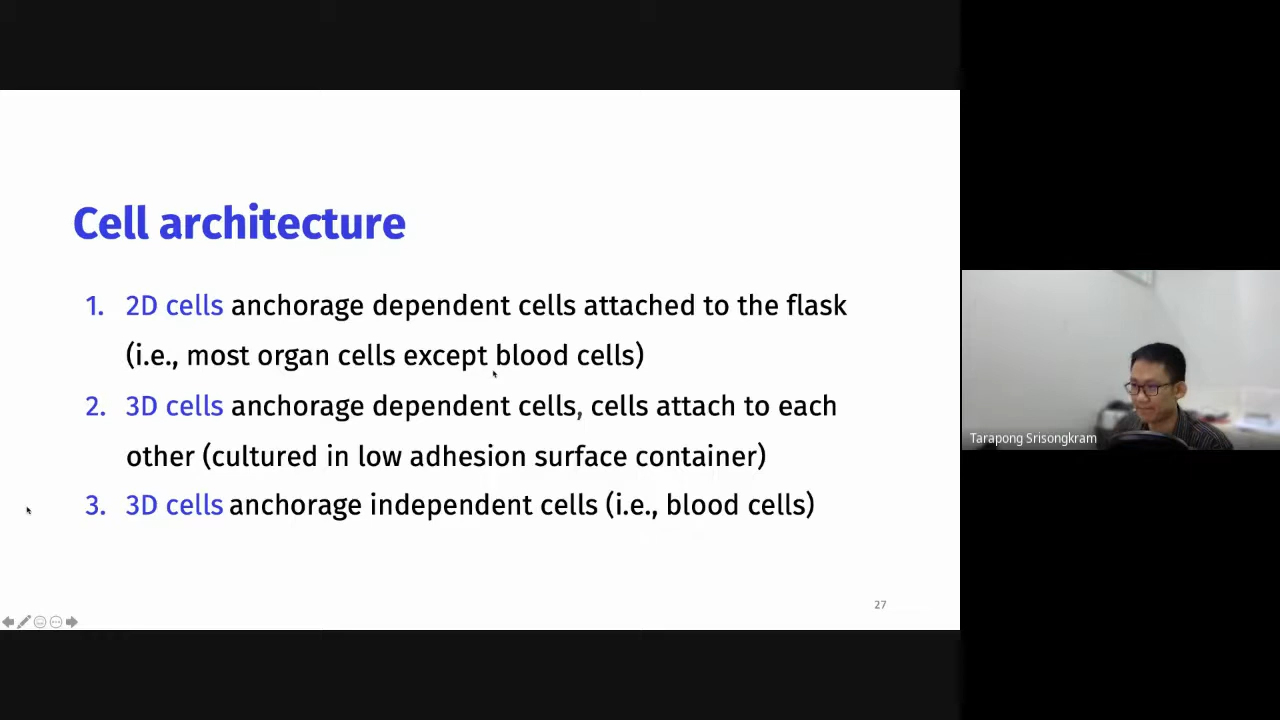 Cell architecture
1. 2D cells anchorage dependent cells attached to the flask
(i.e., most organ cells except blood cells)
2. 3D cells anchorage dependent cells, cells attach to each
other (cultured in low adhesion surface container)
3. 3D cells anchorage independent cells (i.e., blood cells)
27
Tarapong Srisongkram